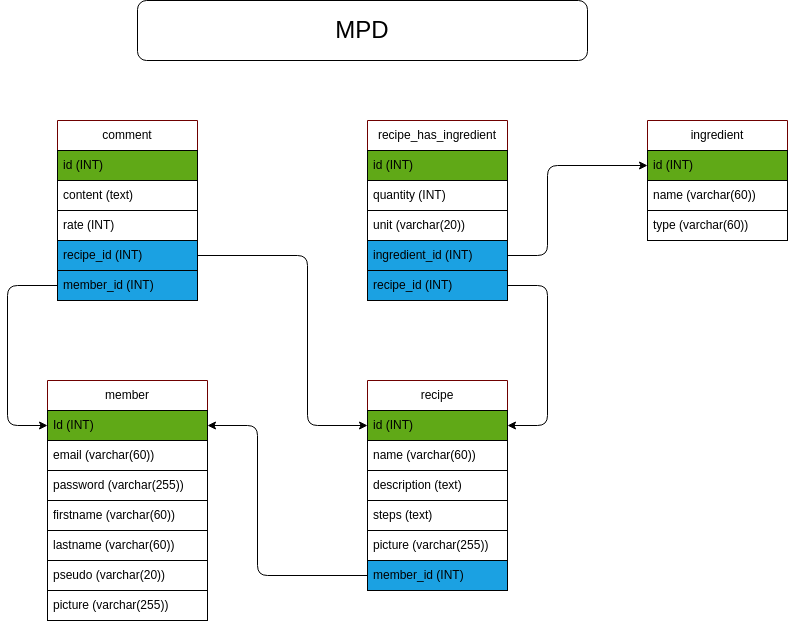 MPD
comment
id (INT)
content (text)
rate (INT)
recipe_id (INT)
member_id (INT)
recipe_has_ingredient
id (INT)
quantity (INT)
unit (varchar(20))
ingredient_id (INT)
recipe_id (INT)
ingredient
id (INT)
name (varchar(60))
type (varchar(60))
member
Id (INT)
email (varchar(60))
password (varchar(255))
firstname (varchar(60))
lastname (varchar(60))
pseudo (varchar(20))
picture (varchar(255))
recipe
id (INT)
name (varchar(60))
description (text)
steps (text)
picture (varchar(255))
member_id (INT)